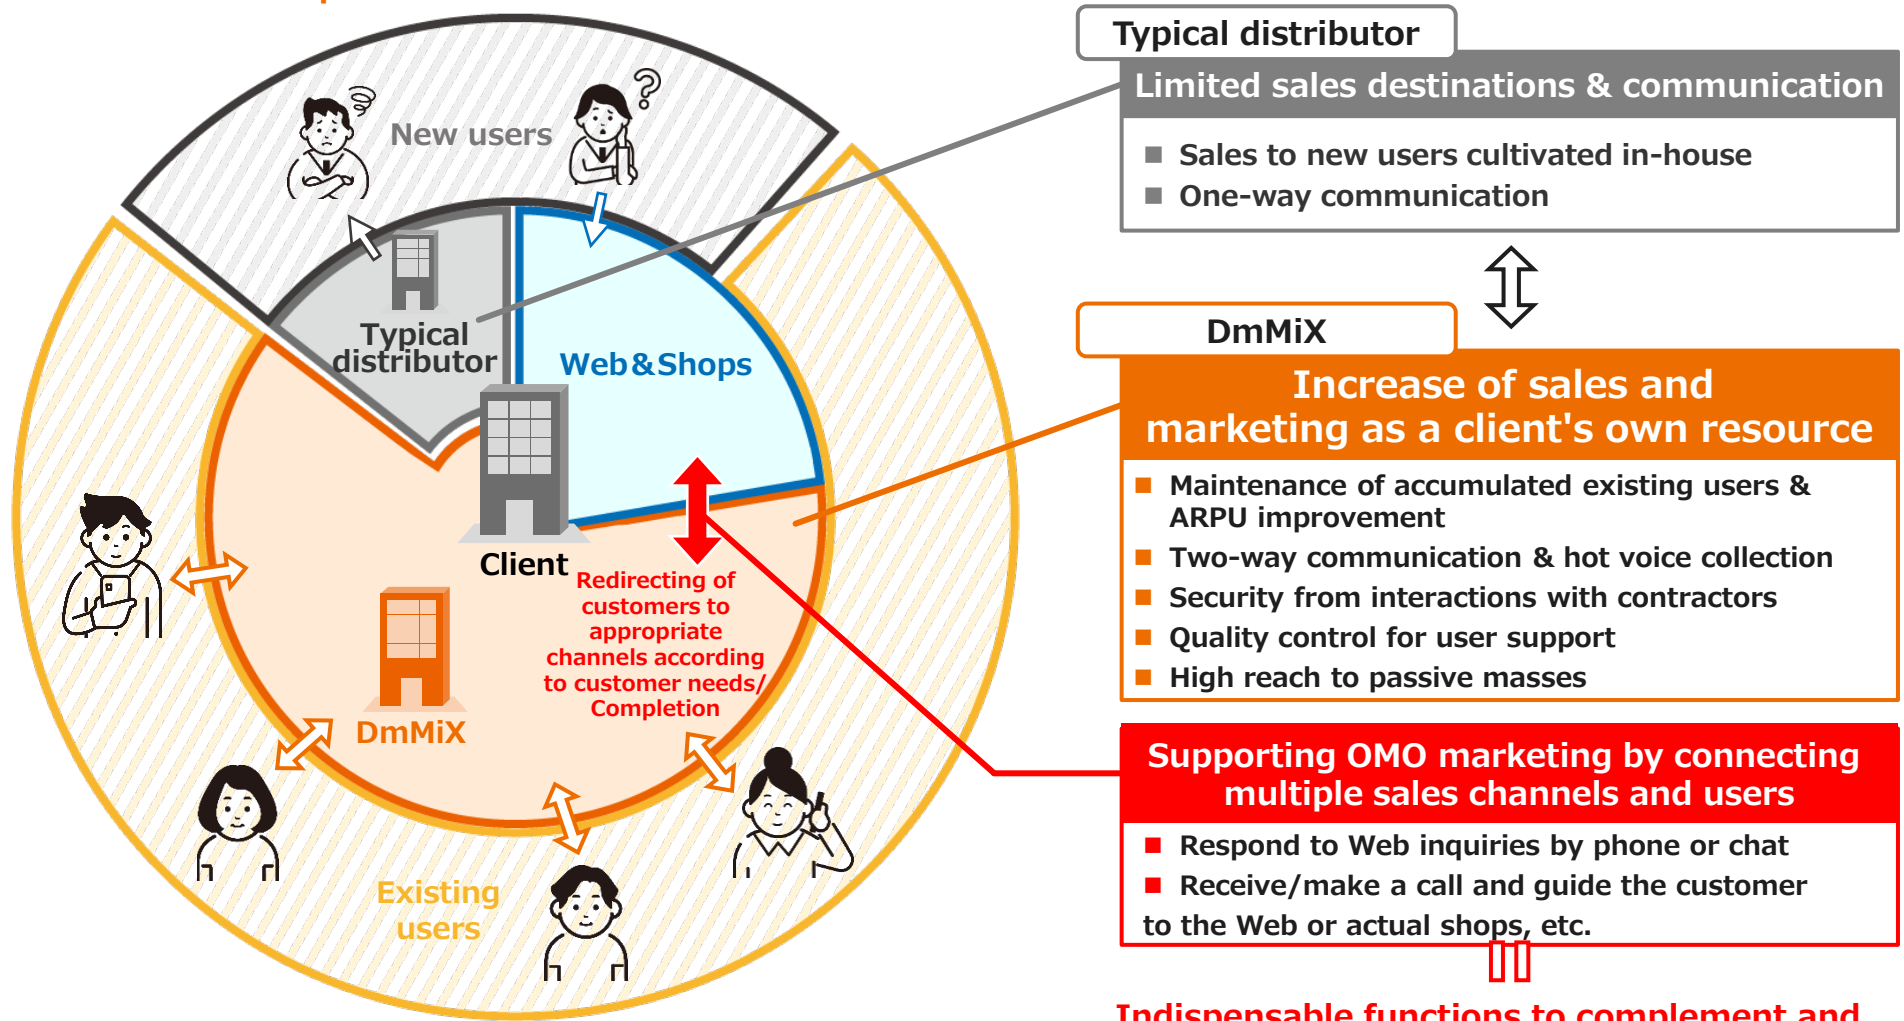 New users
Typical
distributor
Web&Shops
Client
Redirecting of
customers to
appropriate
channels according
to customer needs/
Completion
DmMiX
Existing
users
Typical distributor
Limited sales destinations & communication
■ Sales to new users cultivated in-house
■ One-way communication
DmMiX
Increase of sales and
marketing as a client's own resource
■ Maintenance of accumulated existing users &
ARPU improvement
■ Two-way communication & hot voice collection
■ Security from interactions with contractors
■ Quality control for user support
■ High reach to passive masses
Supporting OMO marketing by connecting
multiple sales channels and users
■ Respond to Web inquiries by phone or chat
■ Receive/make a call and guide the customer
to the Web or actual shops, etc.
Indispensable functions to complement and